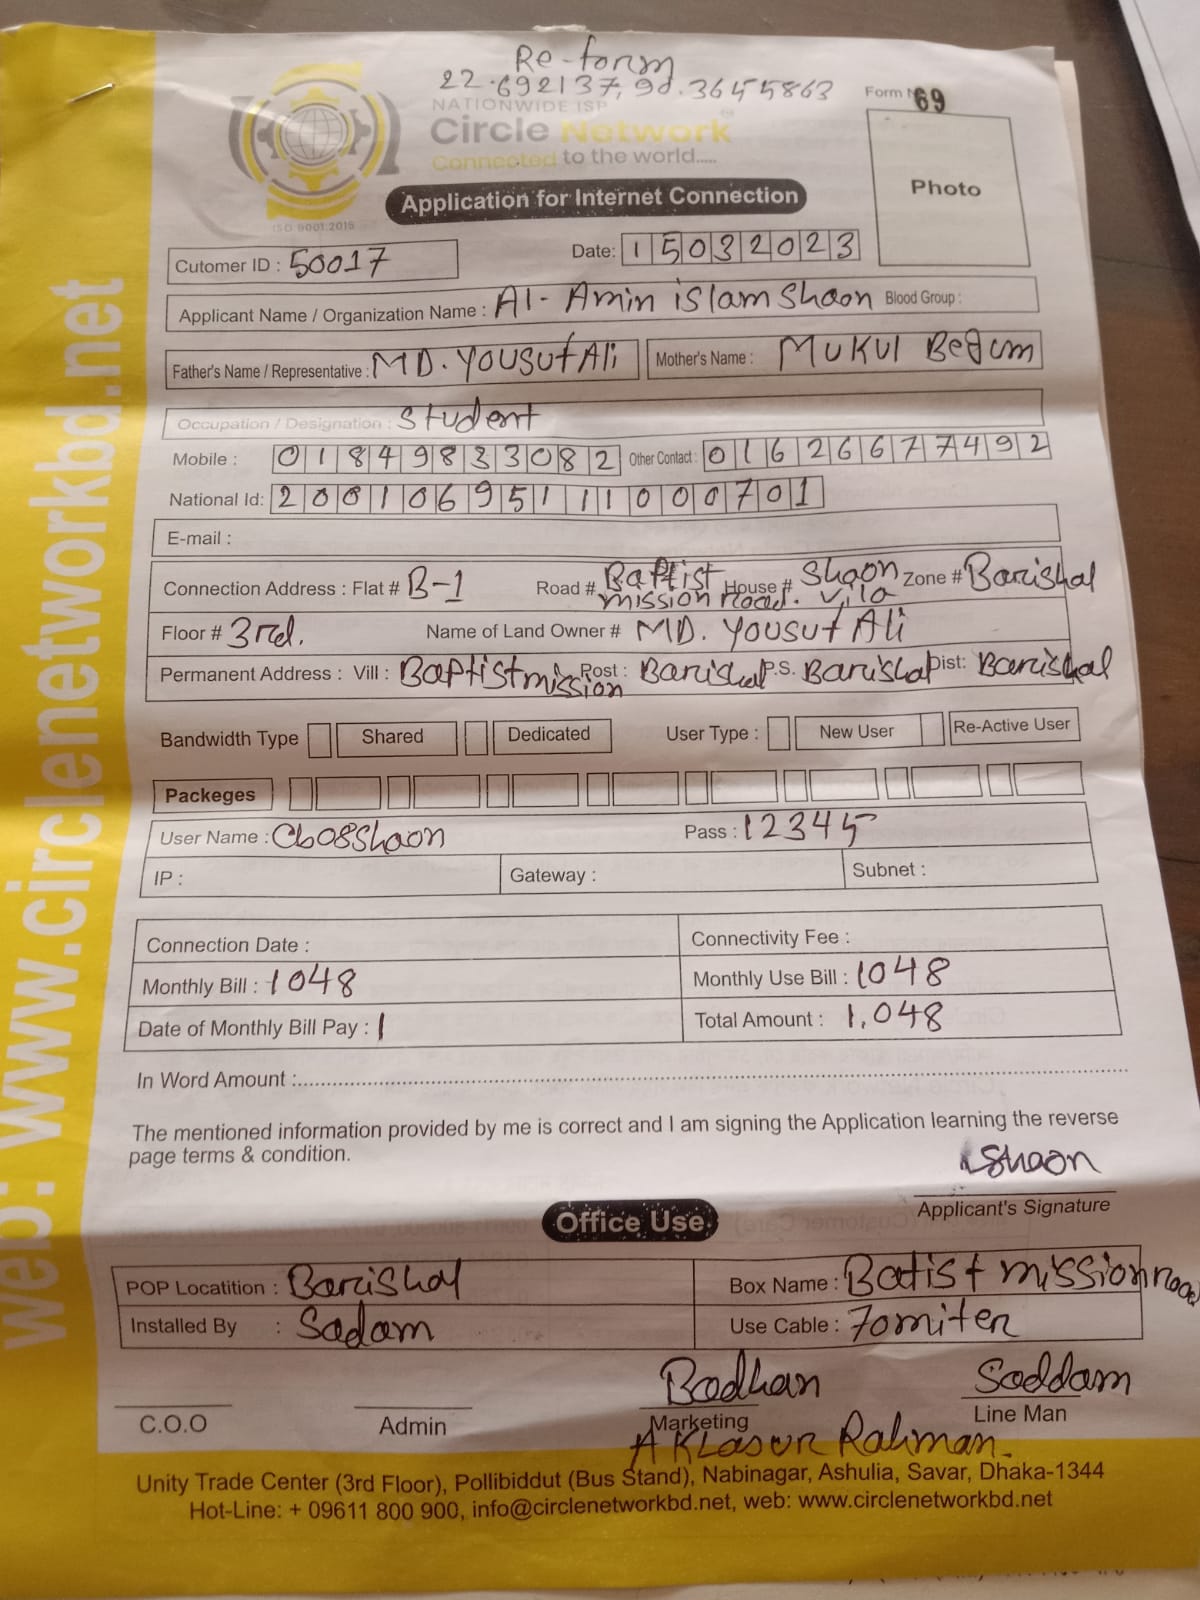 Re-form
22.692137, 90.3645863
Form N 69
NATIONWIDE ISP
Circle Network
Connected to the world.....
ISO 9001:2015
Photo
Application for Internet Connection
Cutomer ID : 50017 Date: 15032023
Applicant Name / Organization Name : Al- Amin islam Shaon Blood Group :
Father's Name / Representative : MD. YOUSUf Ali Mother's Name : MUKUl Begum
Occupation / Designation : Student
Mobile : 01849833082 Other Contact : 01626677492
National Id: 20010695111000701
E-mail :
Connection Address : Flat # B-1 Road # Baptist mission road. House # Shaon vila Zone # Barishal
Floor # 3rd. Name of Land Owner # MD. YOUSUf Ali
Permanent Address : Vill : Baptist mission Post : Barishal P.S. Barishal Dist: Barishal
Bandwidth Type Shared Dedicated User Type : New User Re-Active User
Packeges
User Name : Cb08Shaon Pass : 12345
IP : Gateway : Subnet :
Connection Date : Connectivity Fee :
Monthly Bill : 1048 Monthly Use Bill : 1048
Date of Monthly Bill Pay : 1 Total Amount : 1,048
In Word Amount :
The mentioned information provided by me is correct and I am signing the Application learning the reverse
page terms & condition.
Shaon
Applicant's Signature
Office Use
POP Locatition : Barishal Box Name : Batist mission road
Installed By : Sadam Use Cable : 70miter
Badhan Saddam
C.O.O Admin Marketing Line Man
AKLasur Rahman
Unity Trade Center (3rd Floor), Pollibiddut (Bus Stand), Nabinagar, Ashulia, Savar, Dhaka-1344
Hot-Line: + 09611 800 900, info@circlenetworkbd.net, web: www.circlenetworkbd.net
web: www.circlenetworkbd.net